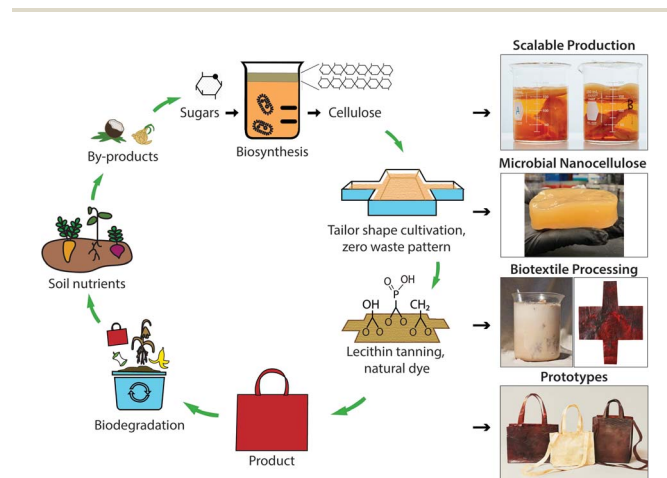 Scalable Production
Sugars
Cellulose
Biosynthesis
By-products
Microbial Nanocellulose
Tailor shape cultivation,
zero waste pattern
Soil nutrients
Biotextile Processing
O
OH
P
OH
CH₂
O O O O O O
Lecithin tanning,
natural dye
Prototypes
Biodegradation
Product